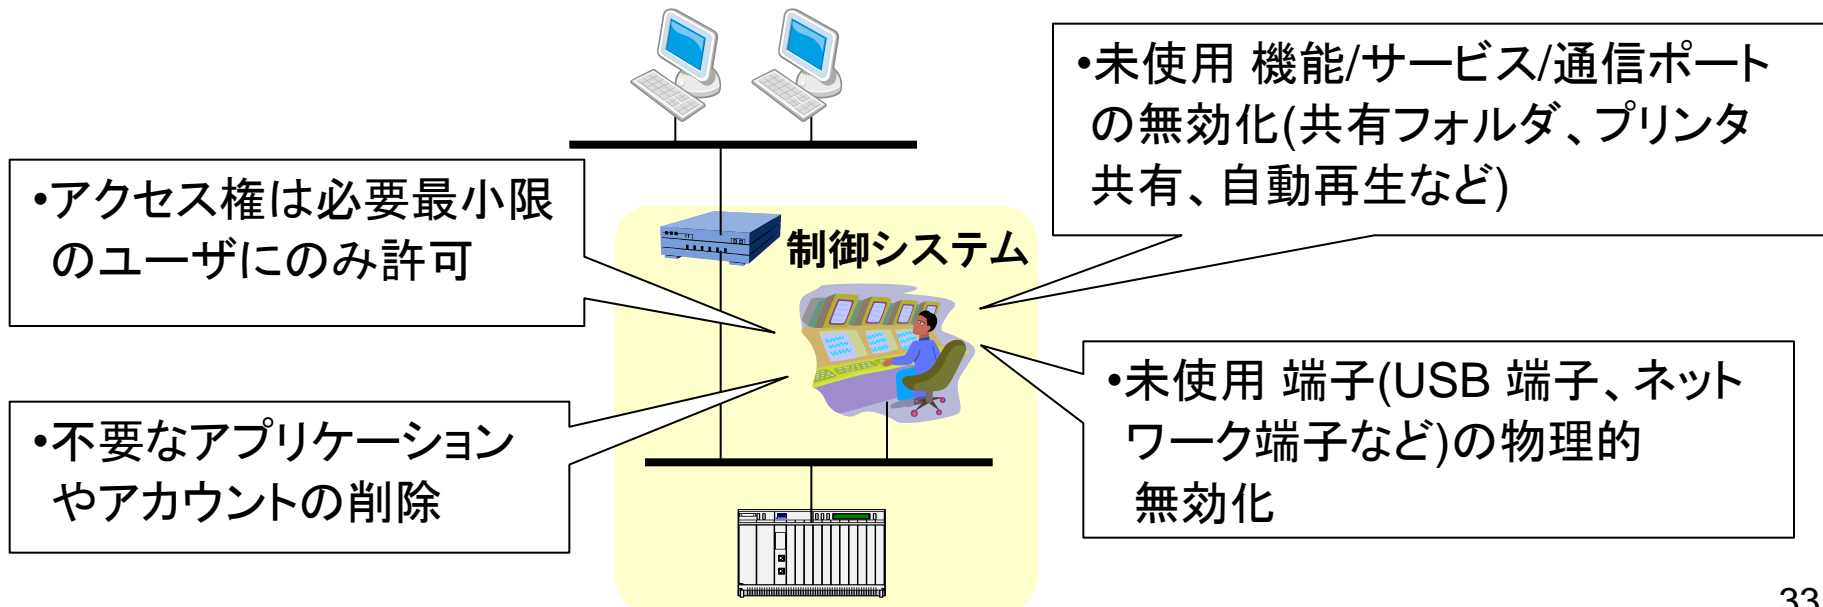 •未使用 機能/サービス/通信ポート
の無効化(共有フォルダ、プリンタ
共有、自動再生など)
•アクセス権は必要最小限
のユーザにのみ許可
制御システム
•未使用 端子(USB 端子、ネット
ワーク端子など)の物理的
無効化
•不要なアプリケーション
やアカウントの削除
33